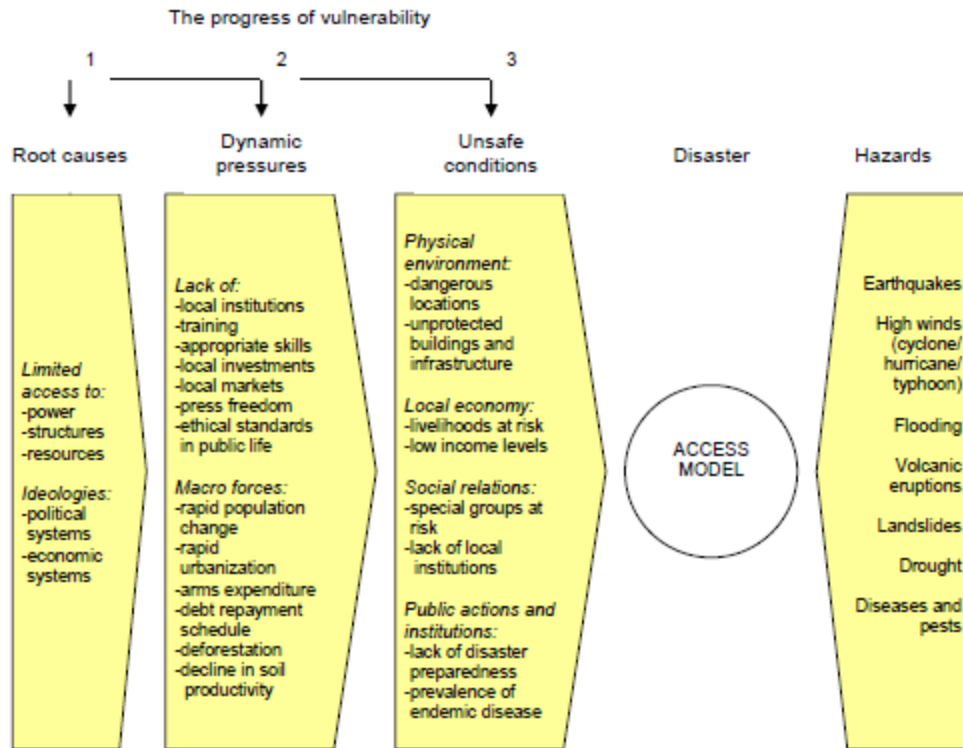 The progress of vulnerability
1
2
3
Root causes
Dynamic
pressures
Unsafe
conditions
Disaster
Hazards
Limited
access to:
-power
-structures
-resources
Ideologies:
-political
systems
-economic
systems
Lack of:
-local institutions
-training
-appropriate skills
-local investments
-local markets
-press freedom
-ethical standards
in public life
Macro forces:
-rapid population
change
-rapid
urbanization
-arms expenditure
-debt repayment
schedule
-deforestation
-decline in soil
productivity
Physical
environment:
-dangerous
locations
-unprotected
buildings and
infrastructure
Local economy:
-livelihoods at risk
-low income levels
Social relations:
-special groups at
risk
-lack of local
institutions
Public actions and
institutions:
-lack of disaster
preparedness
-prevalence of
endemic disease
ACCESS
MODEL
Earthquakes
High winds
(cyclone/
hurricane/
typhoon)
Flooding
Volcanic
eruptions
Landslides
Drought
Diseases and
pests